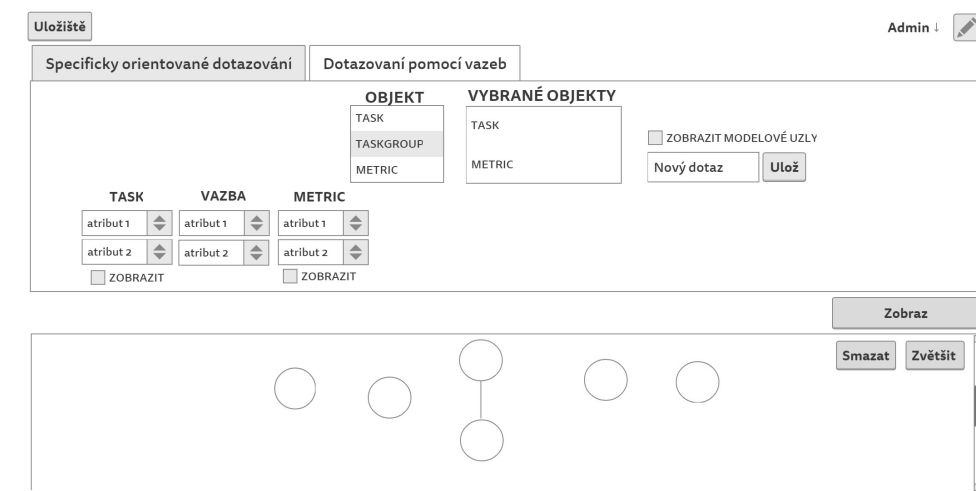 Uložiště
Admin ↓
Specificky orientované dotazování
Dotazovaní pomocí vazeb
OBJEKT
VYBRANÉ OBJEKTY
TASK
TASKGROUP
METRIC
TASK
METRIC
ZOBRAZIT MODELOVÉ UZLY
Nový dotaz
Ulož
TASK
VAZBA
METRIC
atribut 1
atribut 1
atribut 1
atribut 2
atribut 2
atribut 2
ZOBRAZIT
ZOBRAZIT
Zobraz
Smazat
Zvětšit